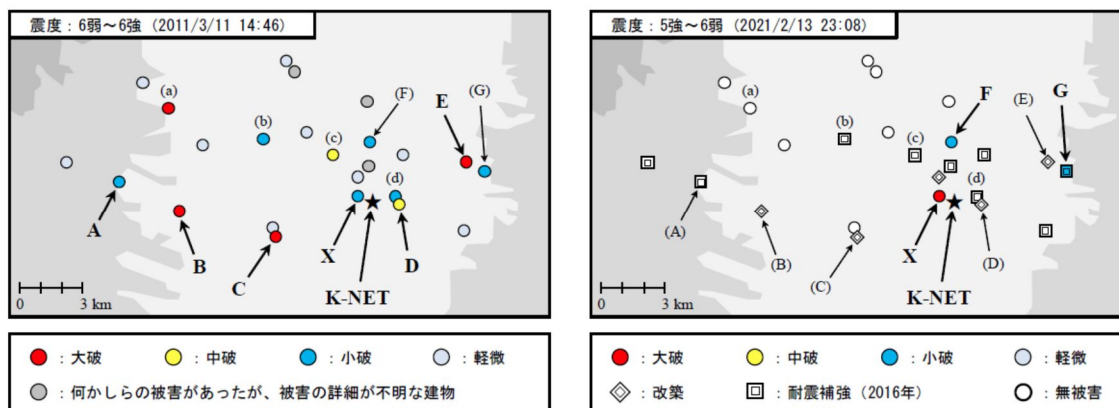 震度：6弱～6強 (2011/3/11 14:46)
(a)
(b)
(c)
(F)
E
(G)
(d)
A
B
C
X
D
K-NET
0
3 km
：大破
：中破
：小破
：軽微
：何かしらの被害があったが、被害の詳細が不明な建物
震度：5強～6弱 (2021/2/13 23:08)
(a)
(b)
(c)
F
(E)
G
(d)
(A)
(B)
(C)
X
(D)
K-NET
0
3 km
：大破
：中破
：小破
：軽微
：改築
：耐震補強（2016年）
：無被害